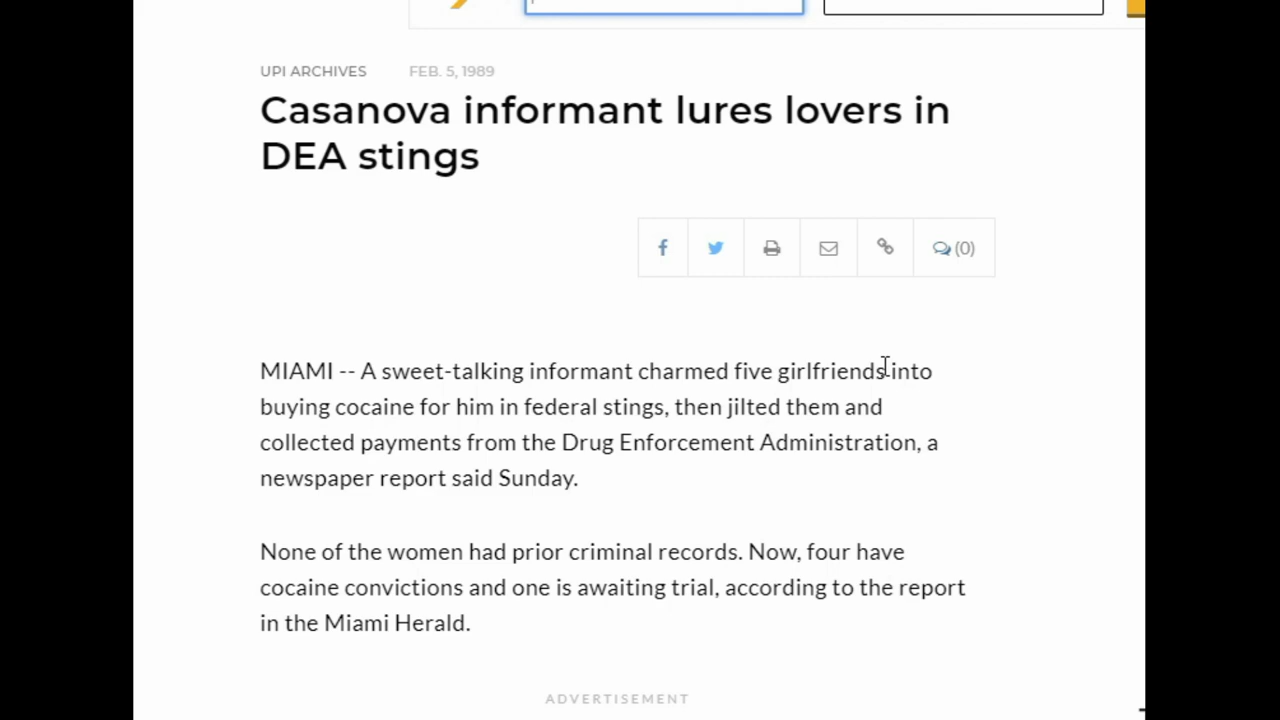 UPI ARCHIVES FEB. 5, 1989
Casanova informant lures lovers in
DEA stings
(0)
MIAMI -- A sweet-talking informant charmed five girlfriends into
buying cocaine for him in federal stings, then jilted them and
collected payments from the Drug Enforcement Administration, a
newspaper report said Sunday.
None of the women had prior criminal records. Now, four have
cocaine convictions and one is awaiting trial, according to the report
in the Miami Herald.
ADVERTISEMENT